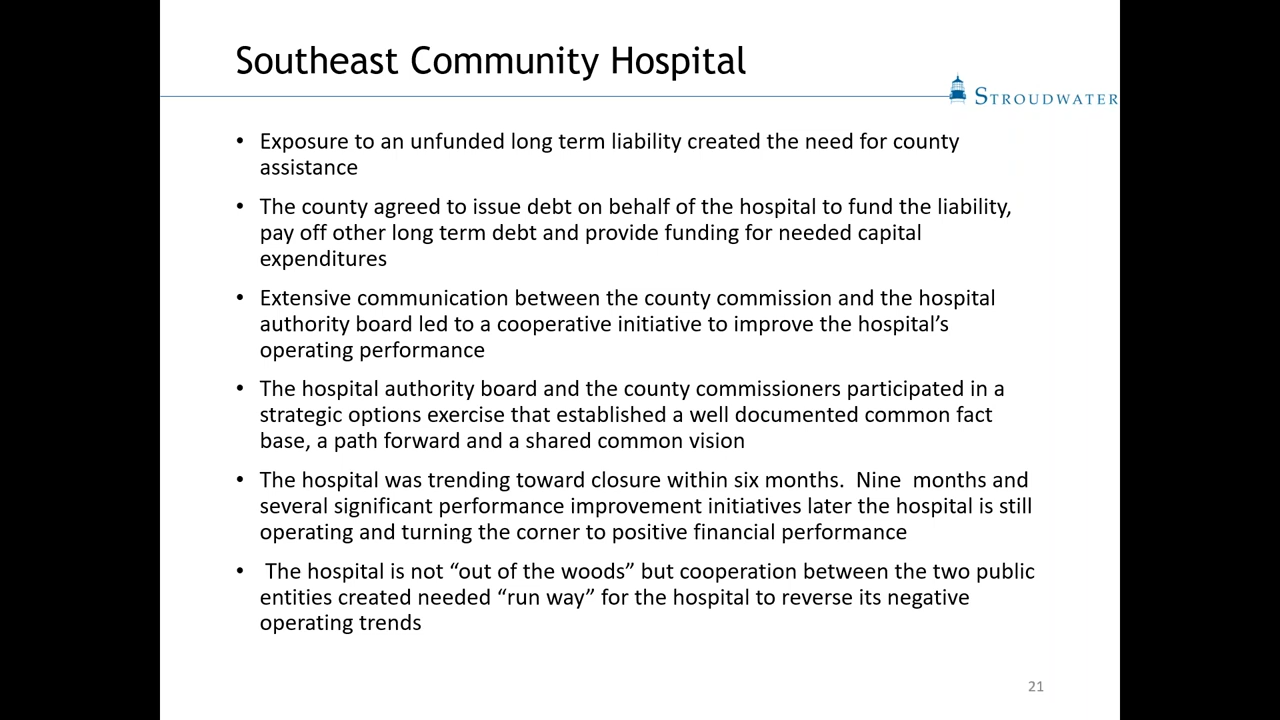 Southeast Community Hospital
STROUDWATER
• Exposure to an unfunded long term liability created the need for county
assistance
• The county agreed to issue debt on behalf of the hospital to fund the liability,
pay off other long term debt and provide funding for needed capital
expenditures
• Extensive communication between the county commission and the hospital
authority board led to a cooperative initiative to improve the hospital’s
operating performance
• The hospital authority board and the county commissioners participated in a
strategic options exercise that established a well documented common fact
base, a path forward and a shared common vision
• The hospital was trending toward closure within six months.  Nine  months and
several significant performance improvement initiatives later the hospital is still
operating and turning the corner to positive financial performance
•  The hospital is not “out of the woods” but cooperation between the two public
entities created needed “run way” for the hospital to reverse its negative
operating trends
21